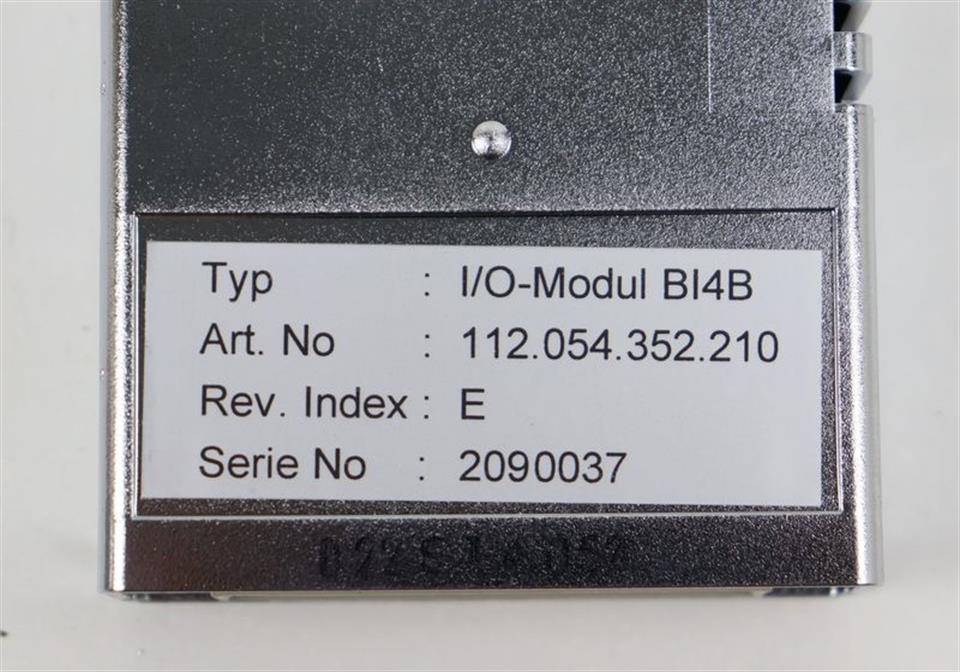 Typ : I/O-Modul BI4B
Art. No : 112.054.352.210
Rev. Index : E
Serie No : 2090037